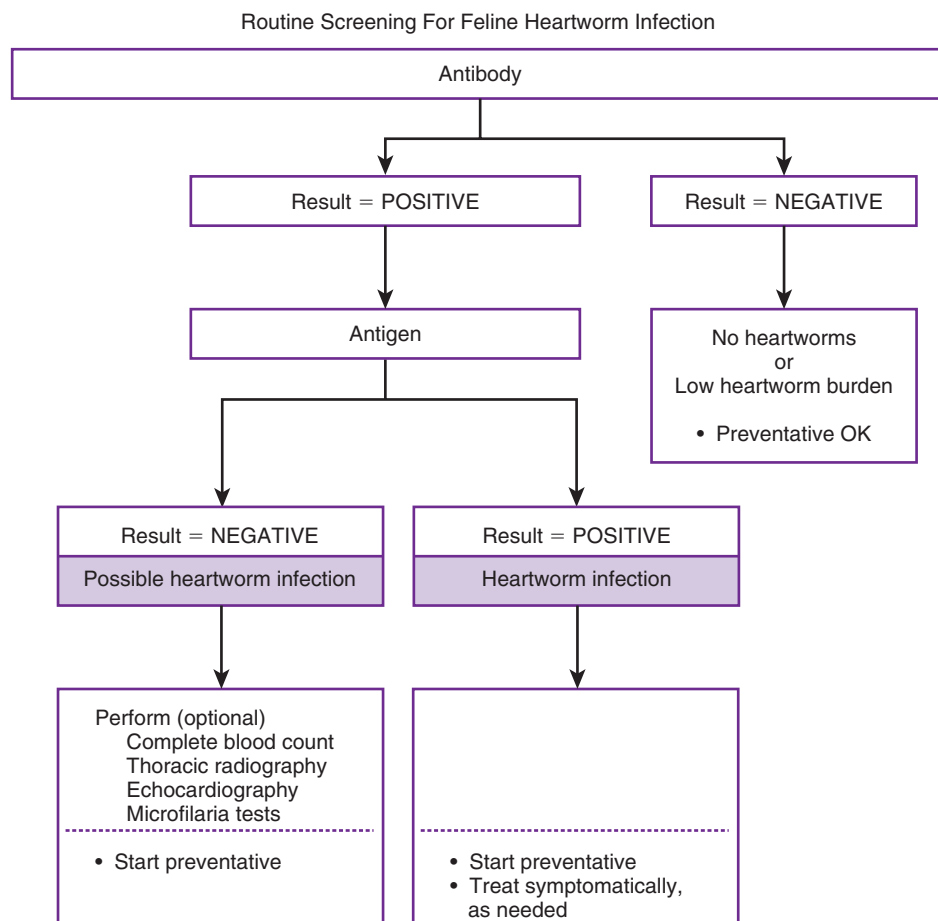 Routine Screening For Feline Heartworm Infection
Antibody
Result = POSITIVE
Result = NEGATIVE
Antigen
No heartworms
or
Low heartworm burden
• Preventative OK
Result = NEGATIVE
Possible heartworm infection
Result = POSITIVE
Heartworm infection
Perform (optional)
Complete blood count
Thoracic radiography
Echocardiography
Microfilaria tests
• Start preventative
• Start preventative
• Treat symptomatically,
as needed